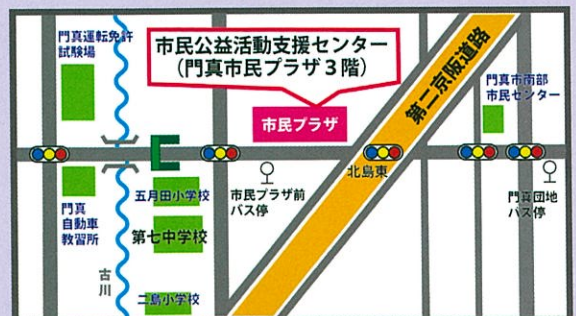 門真運転免許
試験場
市民公益活動支援センター
(門真市民プラザ3階)
第二京阪道路
門真市南部
市民センター
市民プラザ
北島東
門真
自動車
教習所
五月田小学校
市民プラザ前
バス停
門真団地
バス停
第七中学校
古川
二島小学校